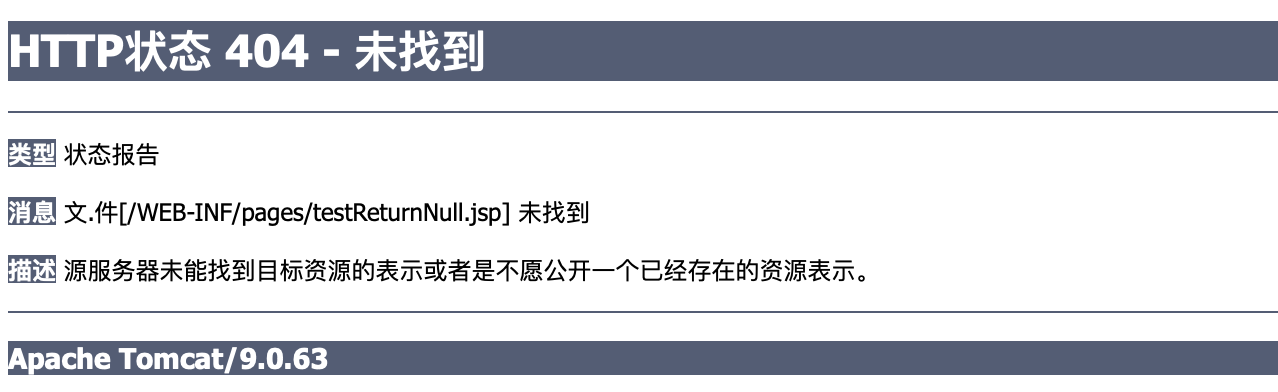 HTTP状态 404 - 未找到
类型 状态报告
消息 文.件[/WEB-INF/pages/testReturnNull.jsp] 未找到
描述 源服务器未能找到目标资源的表示或者是不愿公开一个已经存在的资源表示。
Apache Tomcat/9.0.63